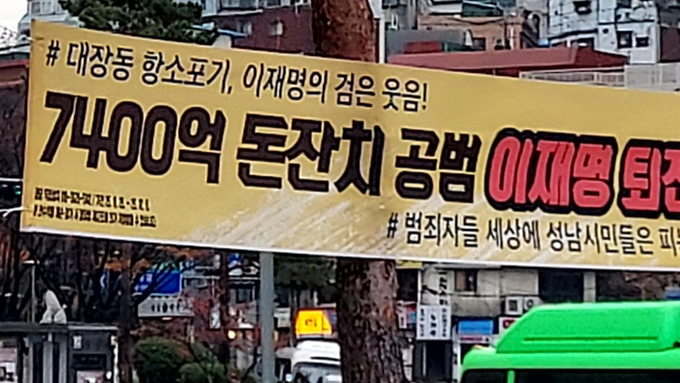 # 대장동 항소포기, 이재명의 검은 웃음!
7400억 돈잔치 공범 이재명 퇴진
# 범죄자들 세상에 성남시민들은 피